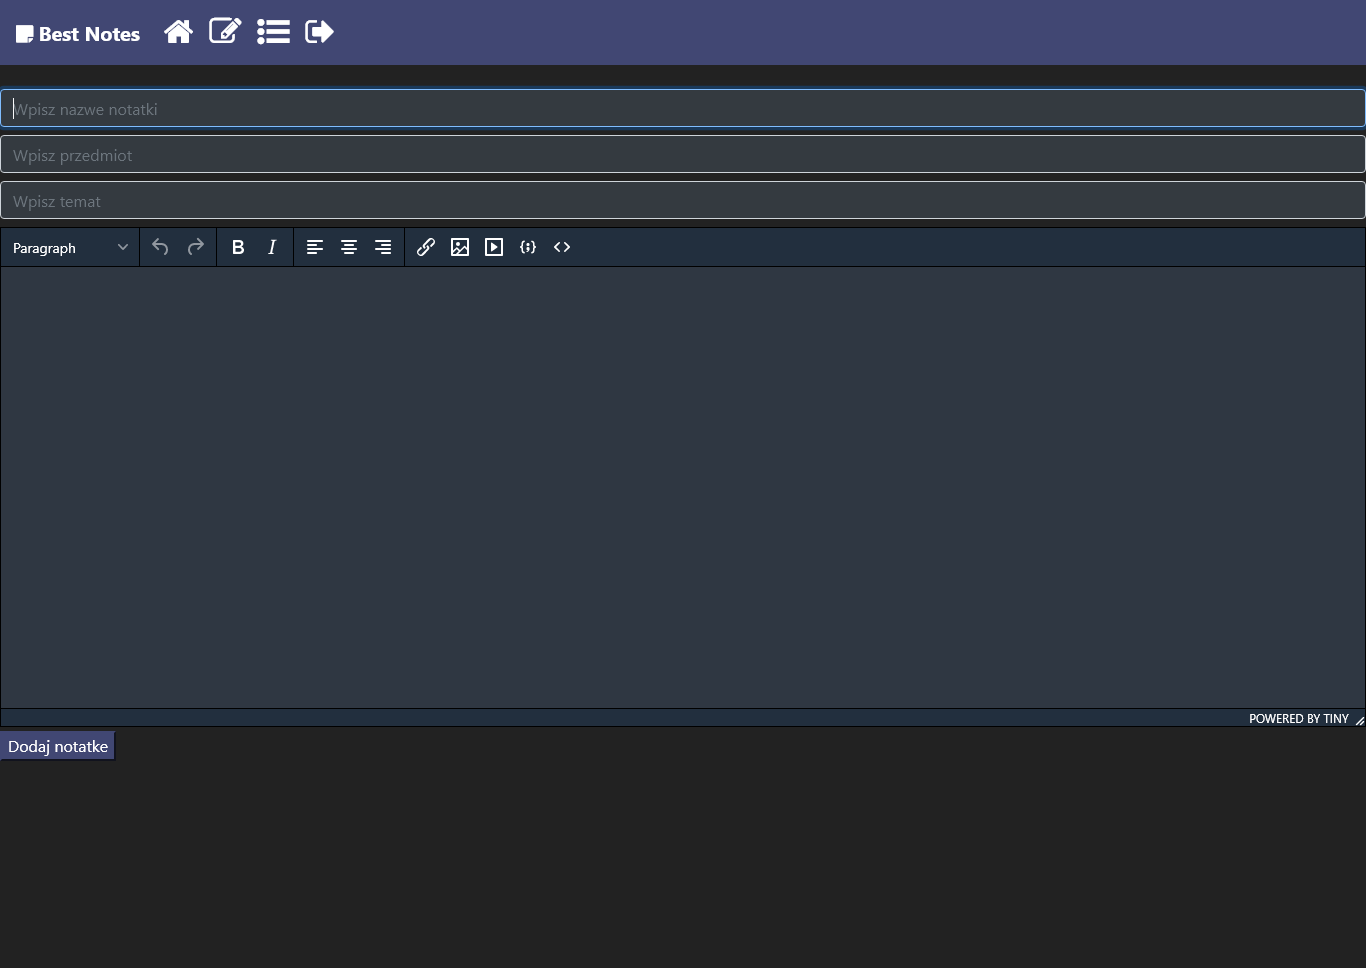 Best Notes
Wpisz nazwe notatki
Wpisz przedmiot
Wpisz temat
Paragraph B I
POWERED BY TINY
Dodaj notatke